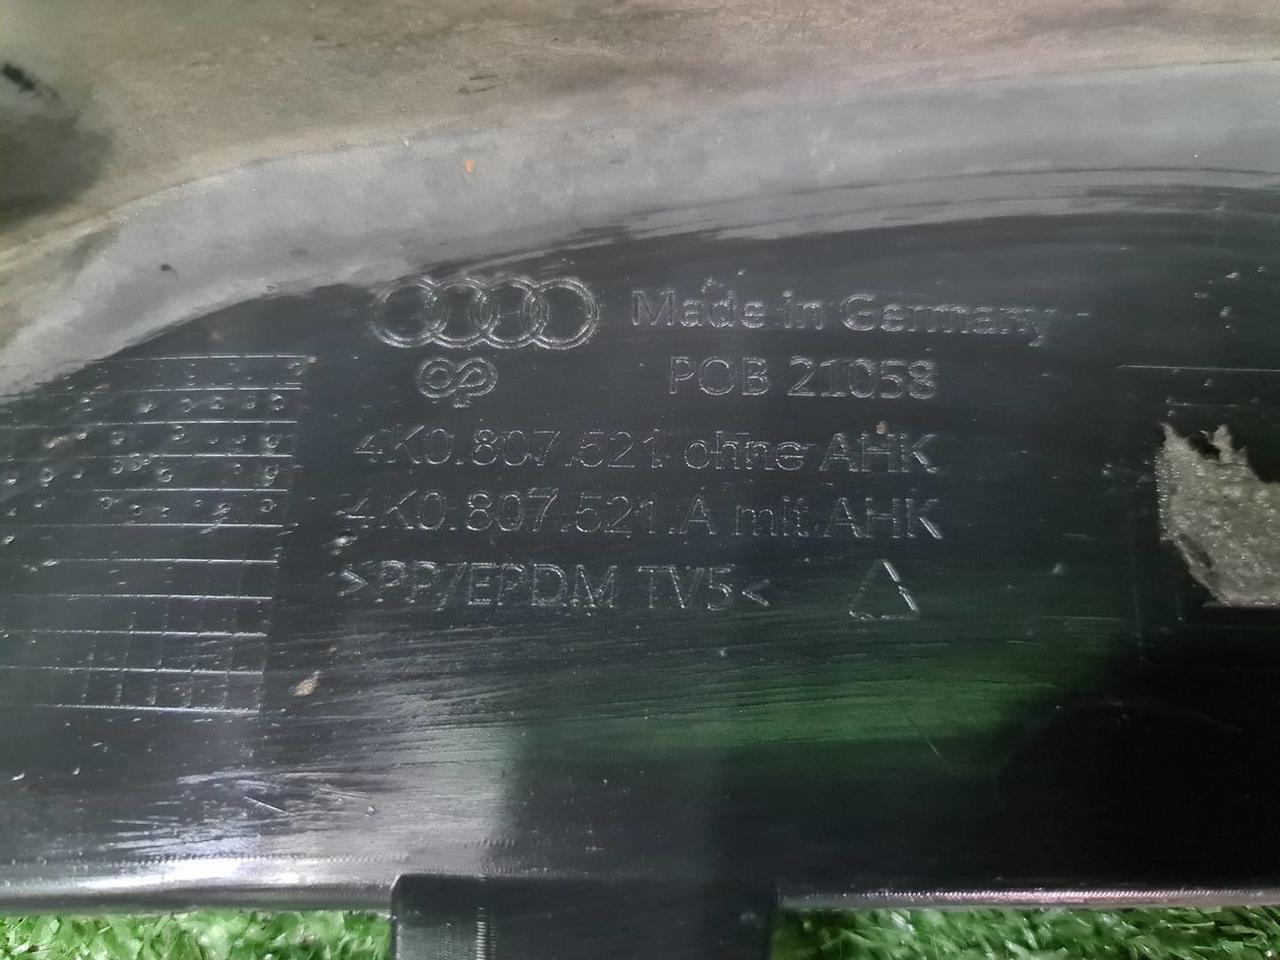 Made in Germany
POB 21058
4K0.807.521 ohne AHK
4K0.807.521.A mit AHK
>PP/EPDM TV5<